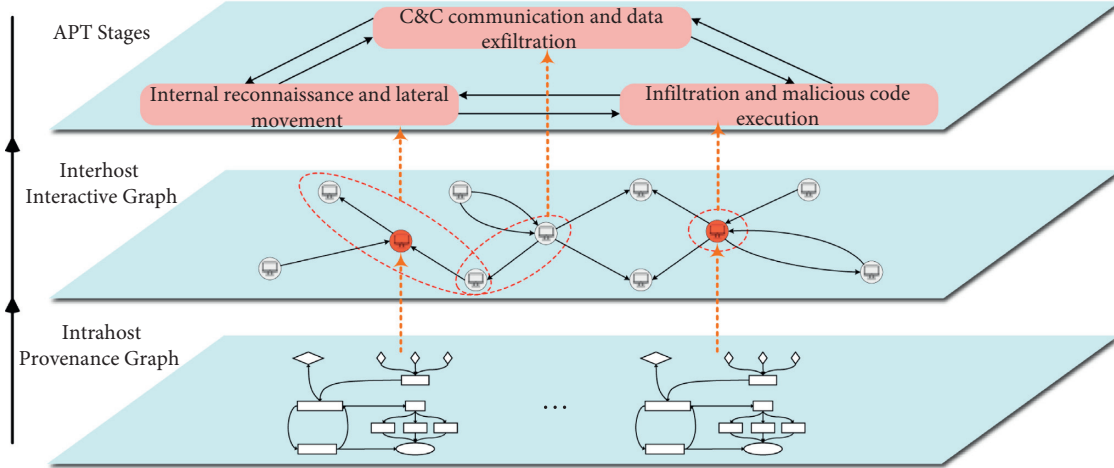 APT Stages
C&C communication and data
exfiltration
Internal reconnaissance and lateral
movement
Infiltration and malicious code
execution
Interhost
Interactive Graph
Intrahost
Provenance Graph
...